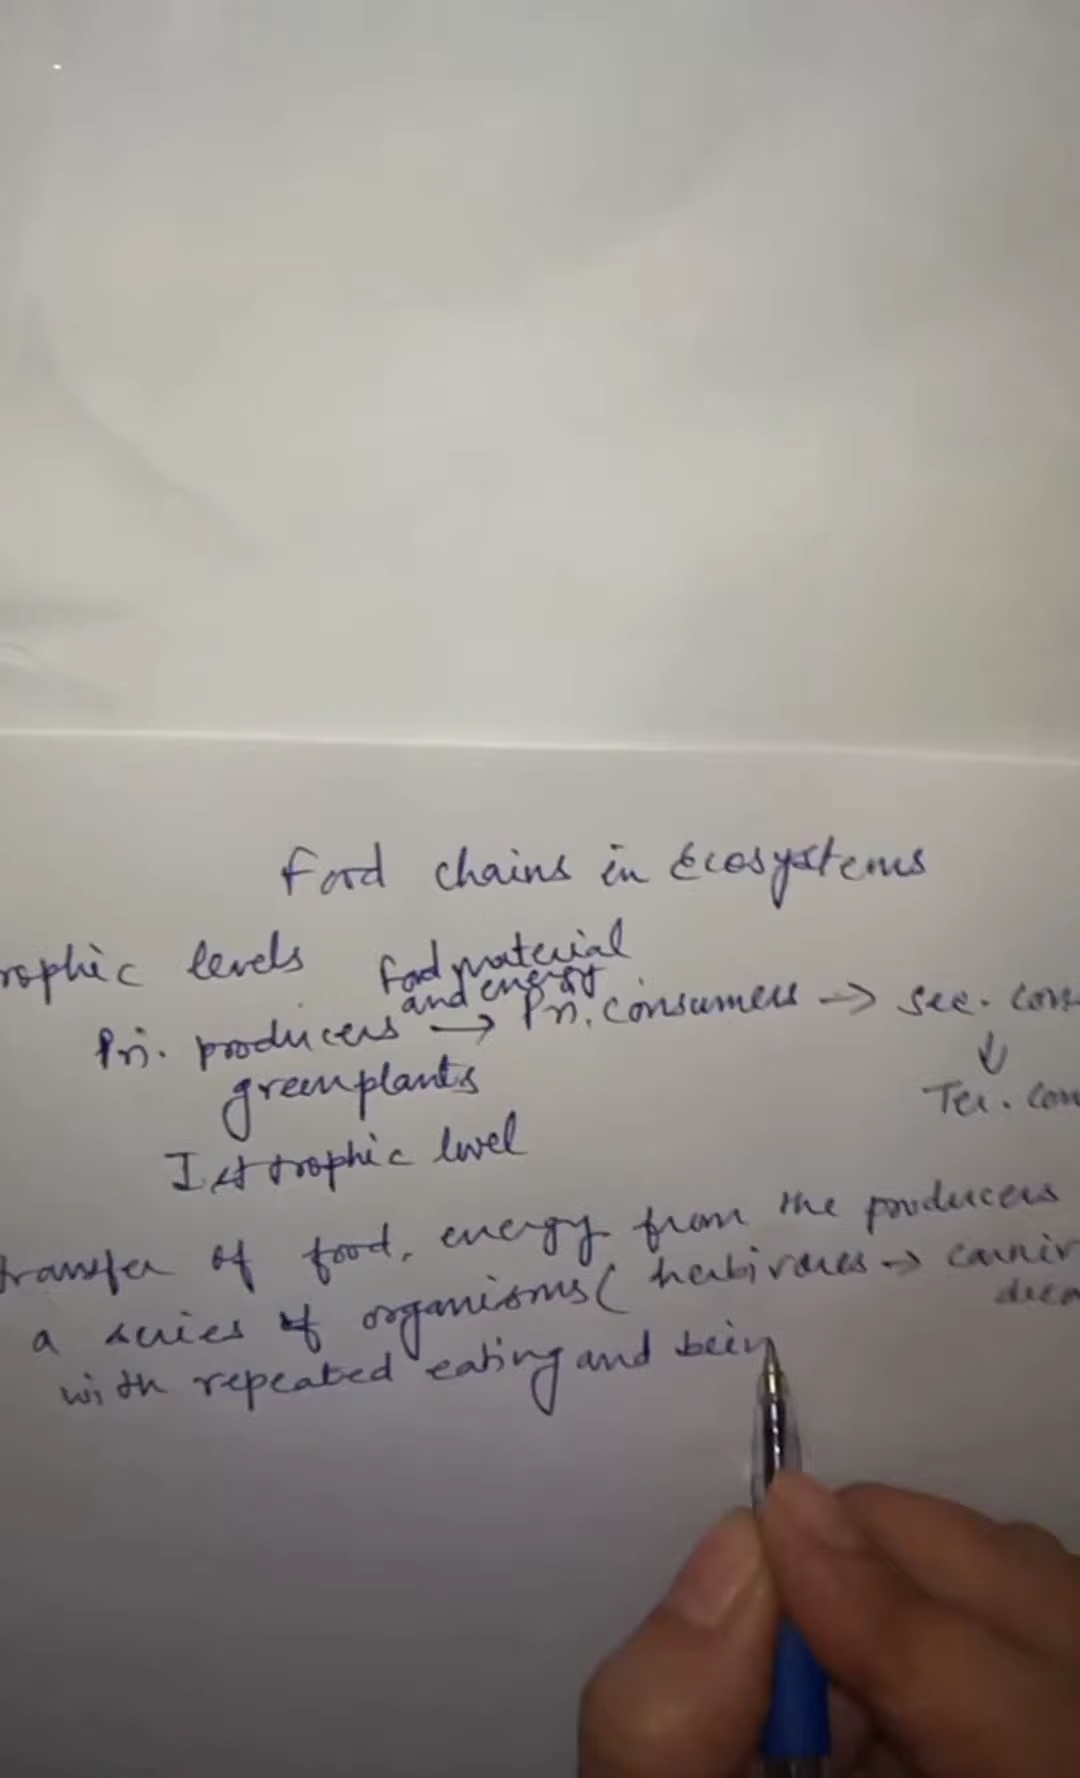 Food chains in Ecosystems
rophic levels
food material
and energy
Pri. producers → Pri. consumers → sec. con
↓
green plants
Ter. con
Ist trophic level
transfer of food, energy from the producers
a series of organisms ( herbivores → carniv
with repeated eating and bein